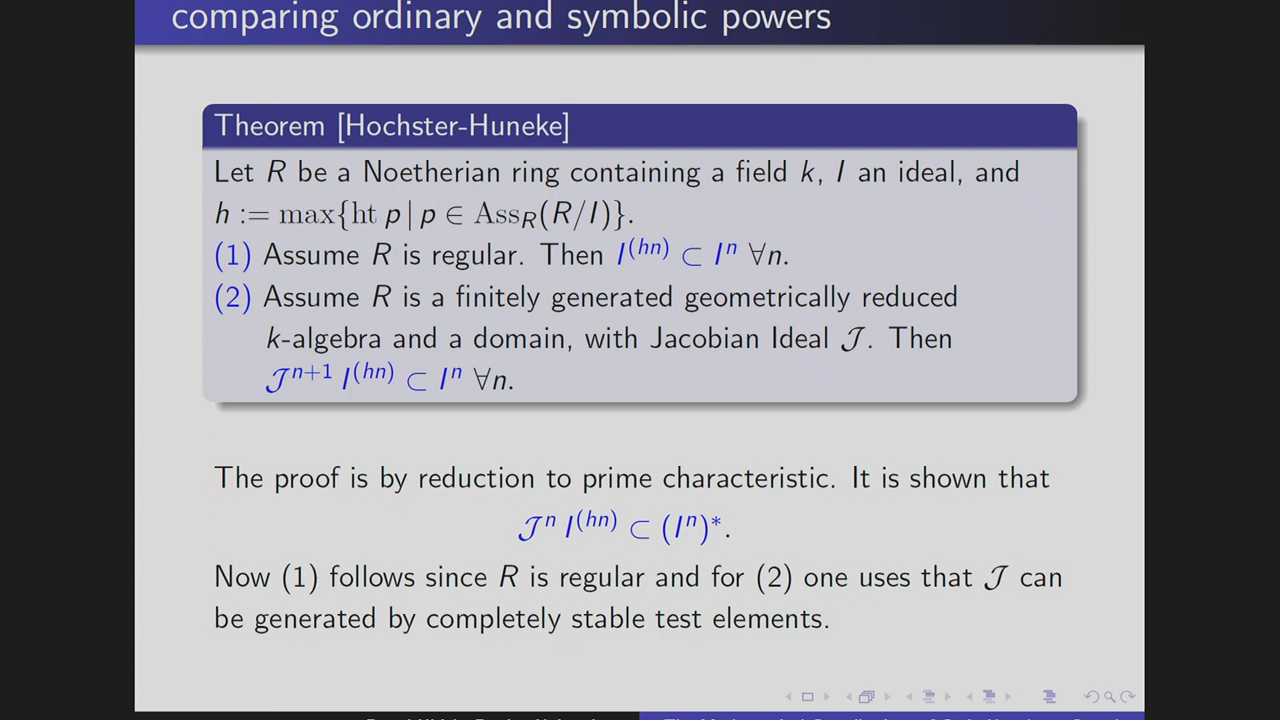 comparing ordinary and symbolic powers
Theorem [Hochster-Huneke]
Let R be a Noetherian ring containing a field k, I an ideal, and
h := max{ht p | p ∈ Ass_R(R/I)}.
(1) Assume R is regular. Then I^(hn) ⊂ I^n ∀n.
(2) Assume R is a finitely generated geometrically reduced
k-algebra and a domain, with Jacobian Ideal 𝒥. Then
𝒥^{n+1} I^(hn) ⊂ I^n ∀n.
The proof is by reduction to prime characteristic. It is shown that
𝒥^n I^(hn) ⊂ (I^n)*.
Now (1) follows since R is regular and for (2) one uses that 𝒥 can
be generated by completely stable test elements.